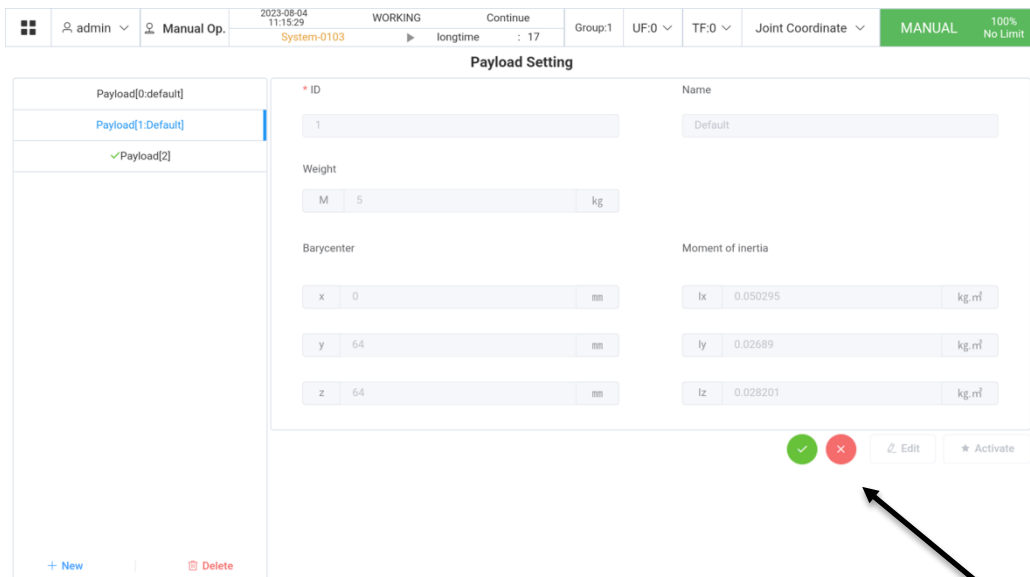 admin
Manual Op.
2023-08-04
11:15:29
WORKING
Continue
System-0103
longtime : 17
Group:1
UF:0
TF:0
Joint Coordinate
MANUAL
100%
No Limit
Payload Setting
Payload[0:default]
Payload[1:Default]
Payload[2]
+ New
Delete
* ID
Name
1
Default
Weight
M 5 kg
Barycenter
Moment of inertia
x 0 mm
Ix 0.050295 kg.㎡
y 64 mm
Iy 0.02689 kg.㎡
z 64 mm
Iz 0.028201 kg.㎡
Edit
Activate